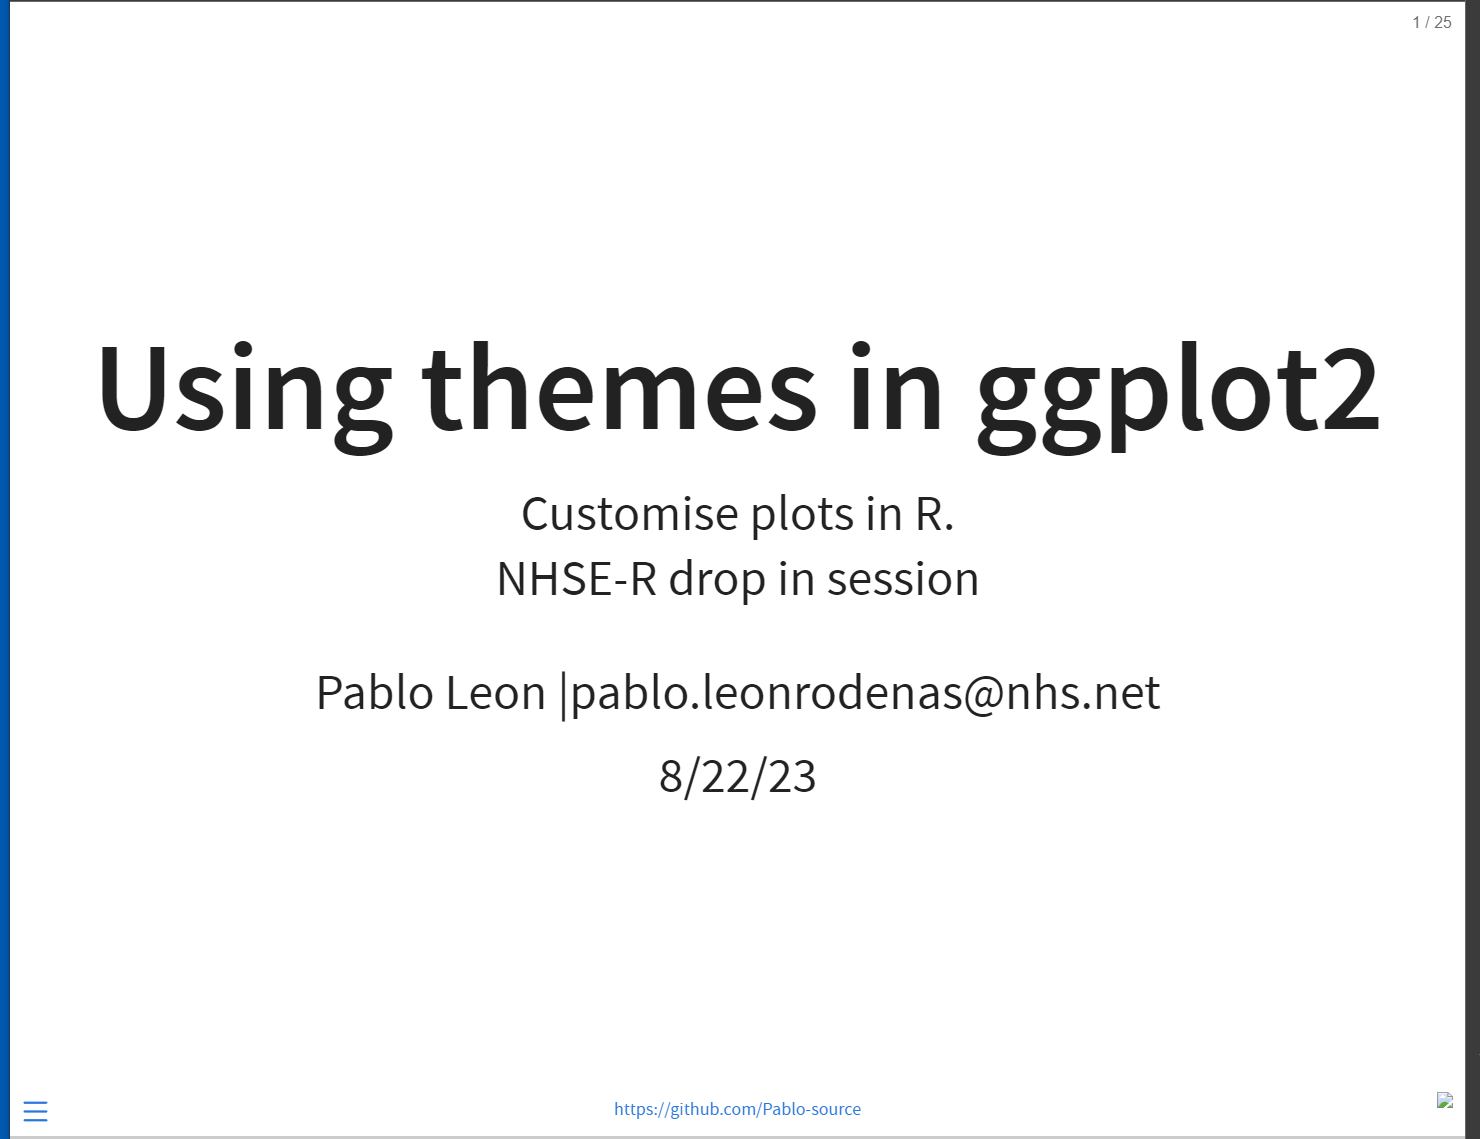 1 / 25
Using themes in ggplot2
Customise plots in R.
NHSE-R drop in session
Pablo Leon |pablo.leonrodenas@nhs.net
8/22/23
https://github.com/Pablo-source